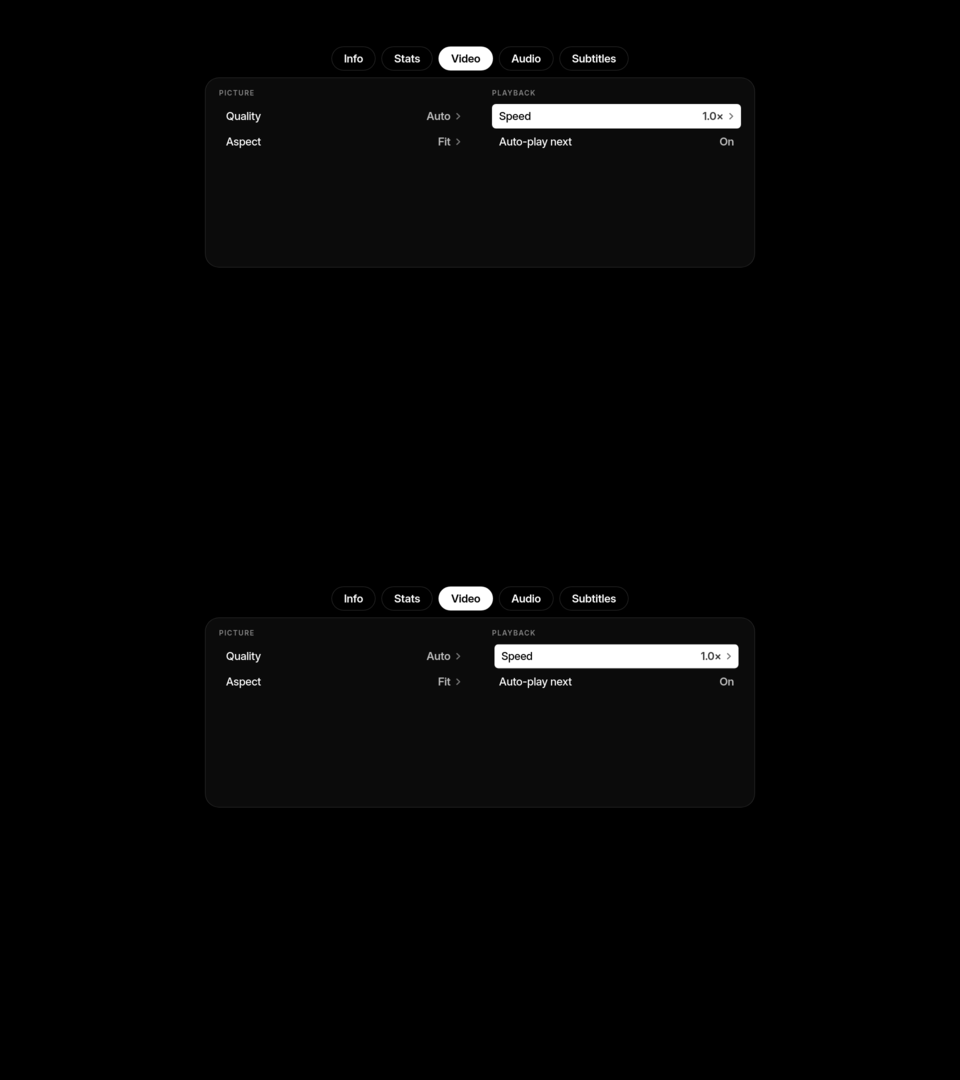 Info Stats Video Audio Subtitles
PICTURE
Quality Auto
Aspect Fit
PLAYBACK
Speed 1.0×
Auto-play next On
Info Stats Video Audio Subtitles
PICTURE
Quality Auto
Aspect Fit
PLAYBACK
Speed 1.0×
Auto-play next On